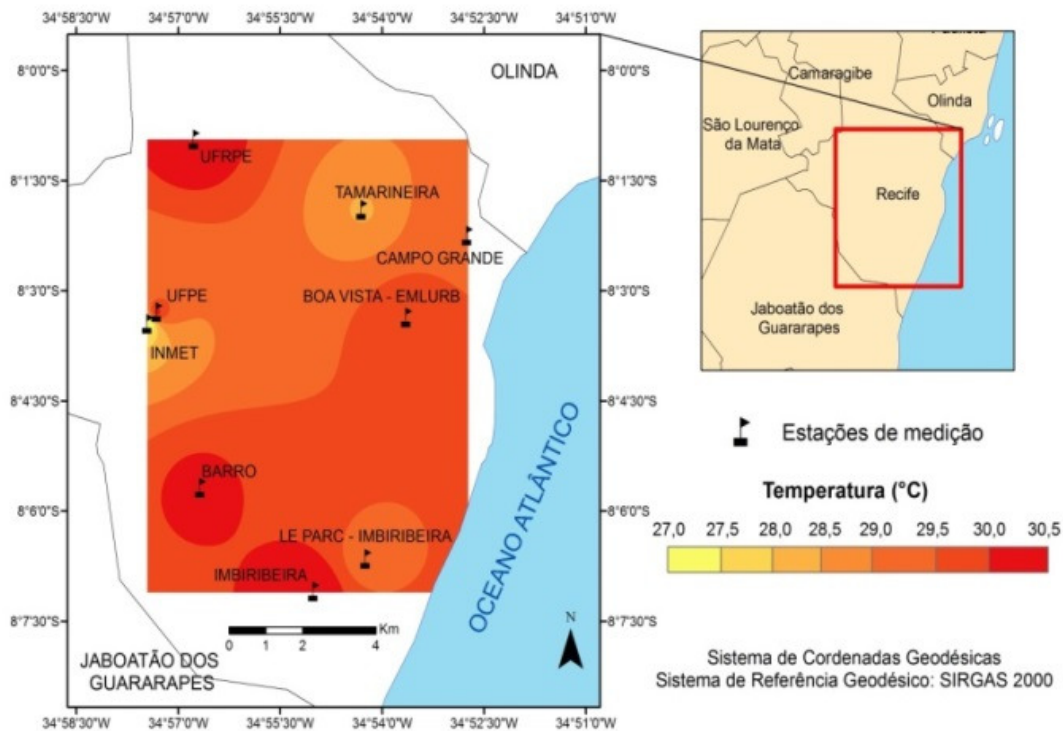 34°58'30"W 34°57'0"W 34°55'30"W 34°54'0"W 34°52'30"W 34°51'0"W
8°0'0"S
8°1'30"S
8°3'0"S
8°4'30"S
8°6'0"S
8°7'30"S
OLINDA
UFRPE
TAMARINEIRA
CAMPO GRANDE
UFPE
BOA VISTA - EMLURB
INMET
BARRO
LE PARC - IMBIRIBEIRA
IMBIRIBEIRA
OCEANO ATLÂNTICO
Km
0 1 2 4
N
JABOATÃO DOS
GUARARAPES
8°0'0"S
8°1'30"S
8°3'0"S
8°4'30"S
8°6'0"S
8°7'30"S
34°58'30"W 34°57'0"W 34°55'30"W 34°54'0"W 34°52'30"W 34°51'0"W
Camaragibe
Olinda
São Lourenço
da Mata
Recife
Jaboatão dos
Guararapes
Estações de medição
Temperatura (°C)
27,0 27,5 28,0 28,5 29,0 29,5 30,0 30,5
Sistema de Cordenadas Geodésicas
Sistema de Referência Geodésico: SIRGAS 2000